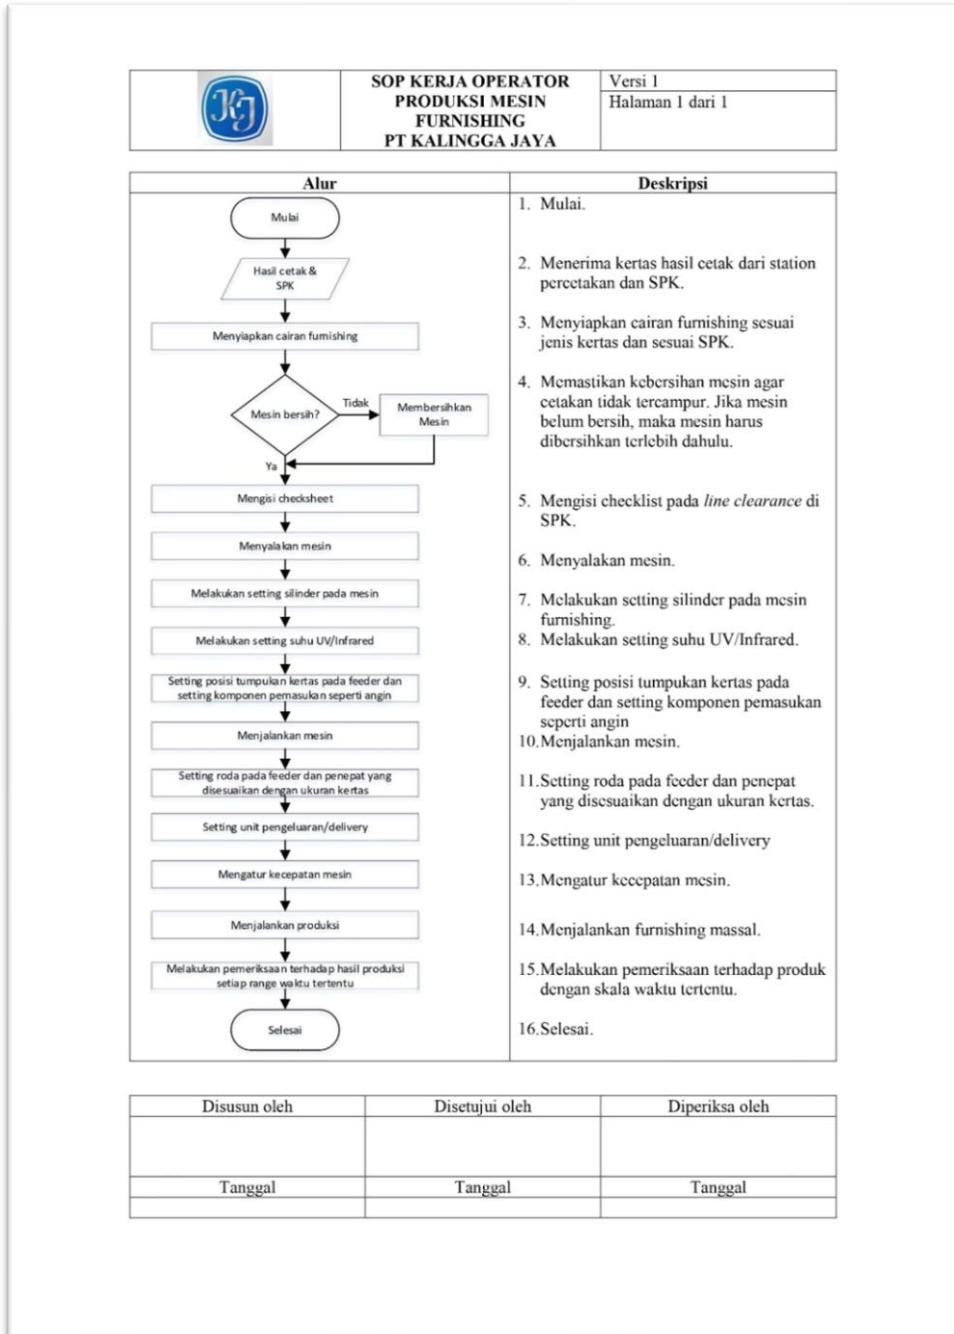 KJ
SOP KERJA OPERATOR
PRODUKSI MESIN
FURNISHING
PT KALINGGA JAYA
Versi 1
Halaman 1 dari 1
Alur
Deskripsi
Mulai
Hasil cetak &
SPK
Menyiapkan cairan furnishing
Mesin bersih?
Tidak
Membersihkan
Mesin
Ya
Mengisi checksheet
Menyalakan mesin
Melakukan setting silinder pada mesin
Melakukan setting suhu UV/Infrared
Setting posisi tumpukan kertas pada feeder dan
setting komponen pemasukan seperti angin
Menjalankan mesin
Setting roda pada feeder dan penepat yang
disesuaikan dengan ukuran kertas
Setting unit pengeluaran/delivery
Mengatur kecepatan mesin
Menjalankan produksi
Melakukan pemeriksaan terhadap hasil produksi
setiap range waktu tertentu
Selesai
1. Mulai.
2. Menerima kertas hasil cetak dari station
percetakan dan SPK.
3. Menyiapkan cairan furnishing sesuai
jenis kertas dan sesuai SPK.
4. Memastikan kebersihan mesin agar
cetakan tidak tercampur. Jika mesin
belum bersih, maka mesin harus
dibersihkan terlebih dahulu.
5. Mengisi checklist pada line clearance di
SPK.
6. Menyalakan mesin.
7. Melakukan setting silinder pada mesin
furnishing.
8. Melakukan setting suhu UV/Infrared.
9. Setting posisi tumpukan kertas pada
feeder dan setting komponen pemasukan
seperti angin
10.Menjalankan mesin.
11.Setting roda pada feeder dan penepat
yang disesuaikan dengan ukuran kertas.
12.Setting unit pengeluaran/delivery
13.Mengatur kecepatan mesin.
14.Menjalankan furnishing massal.
15.Melakukan pemeriksaan terhadap produk
dengan skala waktu tertentu.
16.Selesai.
Disusun oleh
Disetujui oleh
Diperiksa oleh
Tanggal
Tanggal
Tanggal